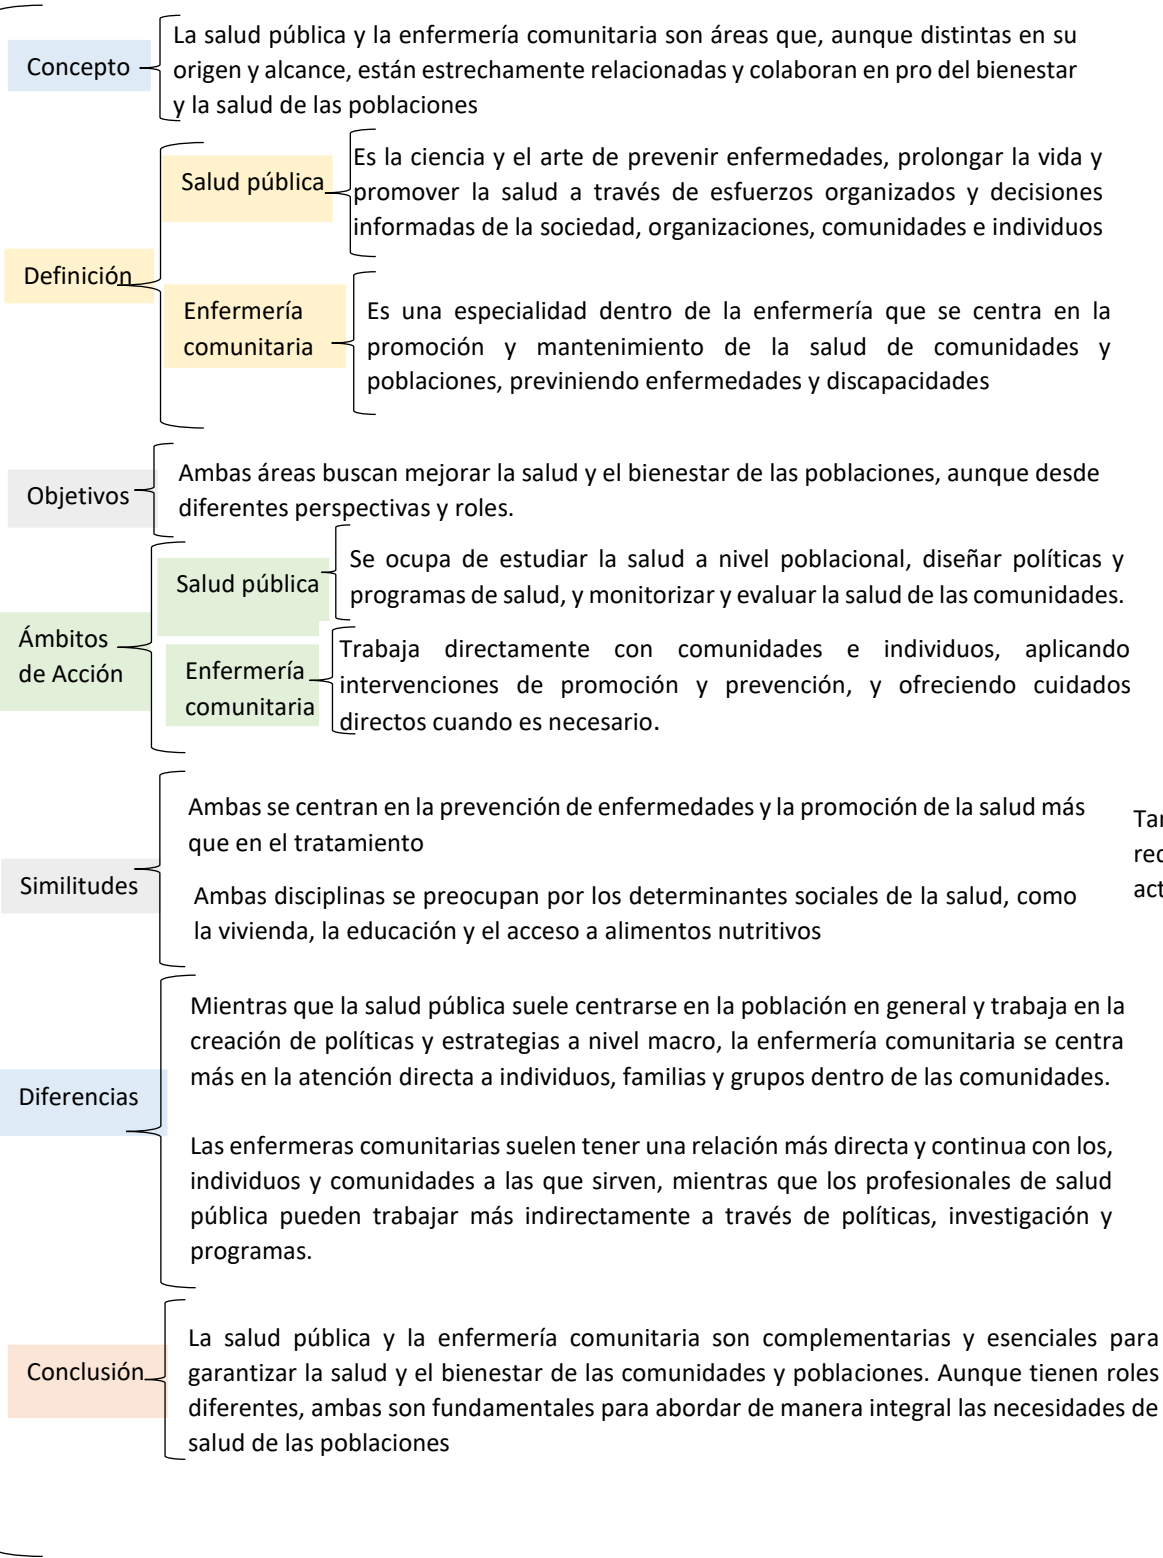 La salud pública y la enfermería comunitaria son áreas que, aunque distintas en su
Concepto
origen y alcance, están estrechamente relacionadas y colaboran en pro del bienestar
y la salud de las poblaciones
Salud pública
Es la ciencia y el arte de prevenir enfermedades, prolongar la vida y
promover la salud a través de esfuerzos organizados y decisiones
informadas de la sociedad, organizaciones, comunidades e individuos
Definición
Enfermería
comunitaria
Es una especialidad dentro de la enfermería que se centra en la
promoción y mantenimiento de la salud de comunidades y
poblaciones, previniendo enfermedades y discapacidades
Objetivos
Ambas áreas buscan mejorar la salud y el bienestar de las poblaciones, aunque desde
diferentes perspectivas y roles.
Ámbitos
de Acción
Salud pública
Se ocupa de estudiar la salud a nivel poblacional, diseñar políticas y
programas de salud, y monitorizar y evaluar la salud de las comunidades.
Enfermería
comunitaria
Trabaja directamente con comunidades e individuos, aplicando
intervenciones de promoción y prevención, y ofreciendo cuidados
directos cuando es necesario.
Similitudes
Ambas se centran en la prevención de enfermedades y la promoción de la salud más
que en el tratamiento
Ambas disciplinas se preocupan por los determinantes sociales de la salud, como
la vivienda, la educación y el acceso a alimentos nutritivos
Diferencias
Mientras que la salud pública suele centrarse en la población en general y trabaja en la
creación de políticas y estrategias a nivel macro, la enfermería comunitaria se centra
más en la atención directa a individuos, familias y grupos dentro de las comunidades.
Las enfermeras comunitarias suelen tener una relación más directa y continua con los,
individuos y comunidades a las que sirven, mientras que los profesionales de salud
pública pueden trabajar más indirectamente a través de políticas, investigación y
programas.
Conclusión
La salud pública y la enfermería comunitaria son complementarias y esenciales para
garantizar la salud y el bienestar de las comunidades y poblaciones. Aunque tienen roles
diferentes, ambas son fundamentales para abordar de manera integral las necesidades de
salud de las poblaciones